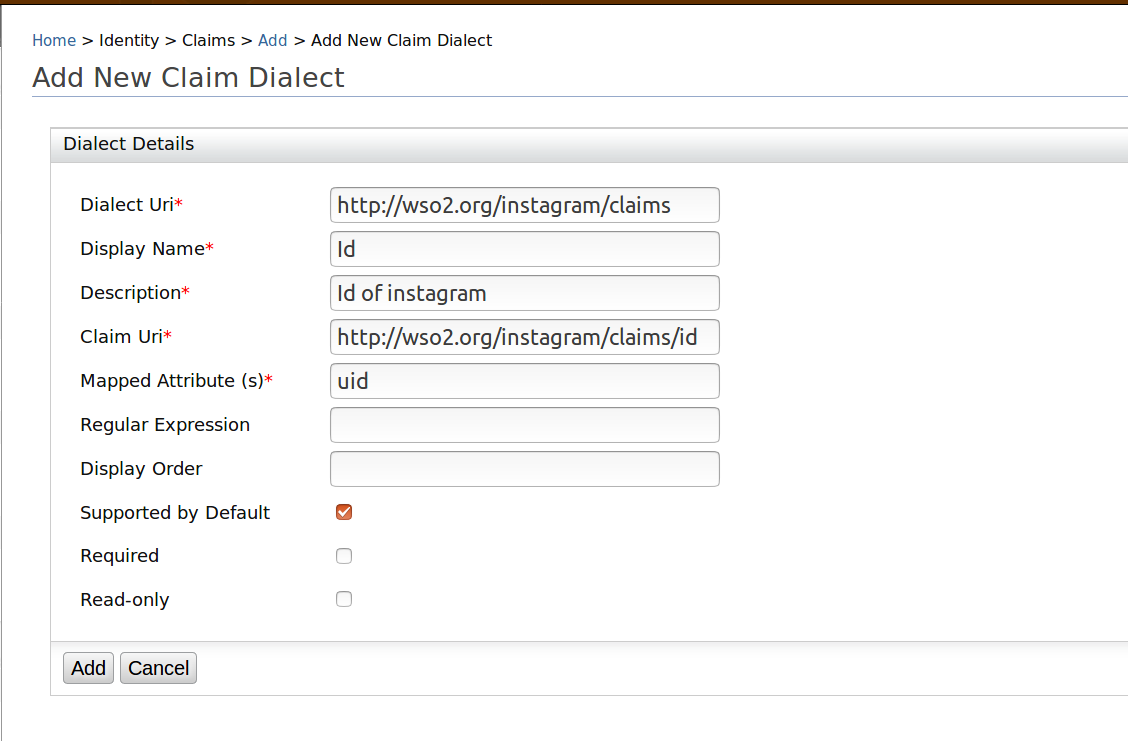 Home > Identity > Claims > Add > Add New Claim Dialect
Add New Claim Dialect
Dialect Details
Dialect Uri* http://wso2.org/instagram/claims
Display Name* Id
Description* Id of instagram
Claim Uri* http://wso2.org/instagram/claims/id
Mapped Attribute (s)* uid
Regular Expression
Display Order
Supported by Default
Required
Read-only
Add Cancel